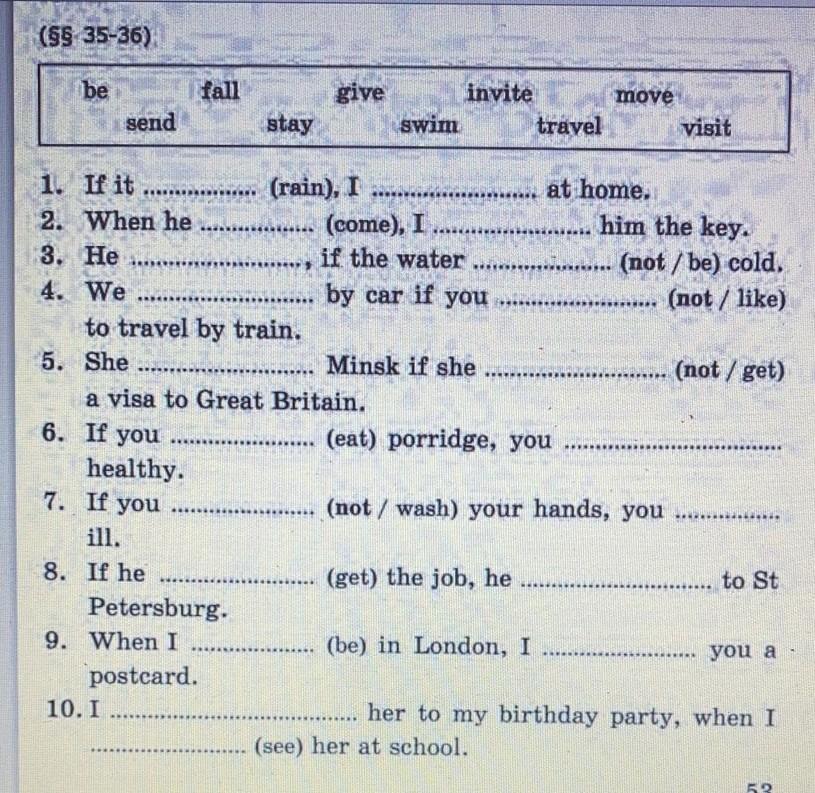 (§§ 35-36)
be fall give invite move
send stay swim travel visit
1. If it ................. (rain), I .......................... at home.
2. When he ................. (come), I ........................ him the key.
3. He .........................., if the water ..................... (not / be) cold.
4. We ........................... by car if you ........................ (not / like)
to travel by train.
5. She ........................... Minsk if she ............................ (not / get)
a visa to Great Britain.
6. If you ...................... (eat) porridge, you ..................................
healthy.
7. If you ...................... (not / wash) your hands, you ................
ill.
8. If he ........................ (get) the job, he .............................. to St
Petersburg.
9. When I ................... (be) in London, I ........................ you a
postcard.
10. I ...................................... her to my birthday party, when I
........................ (see) her at school.